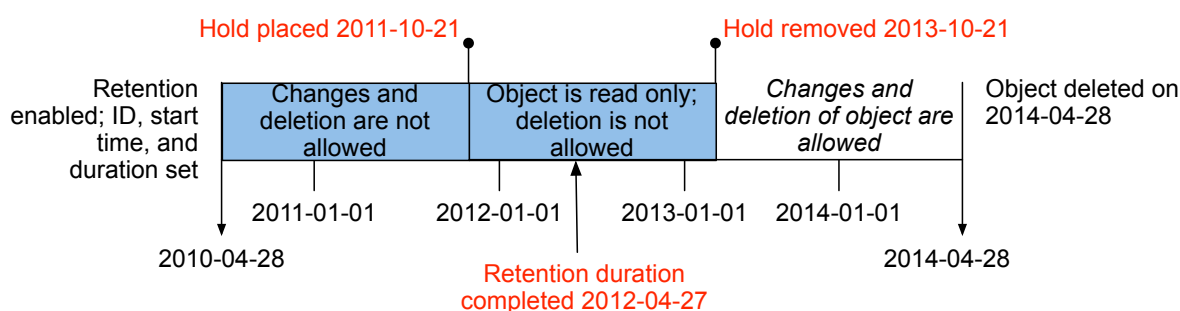 Hold placed 2011-10-21
Hold removed 2013-10-21
Retention
enabled; ID, start
time, and
duration set
Changes and
deletion are not
allowed
Object is read only;
deletion is not
allowed
Changes and
deletion of object are
allowed
Object deleted on
2014-04-28
2011-01-01
2012-01-01
2013-01-01
2014-01-01
2010-04-28
2014-04-28
Retention duration
completed 2012-04-27